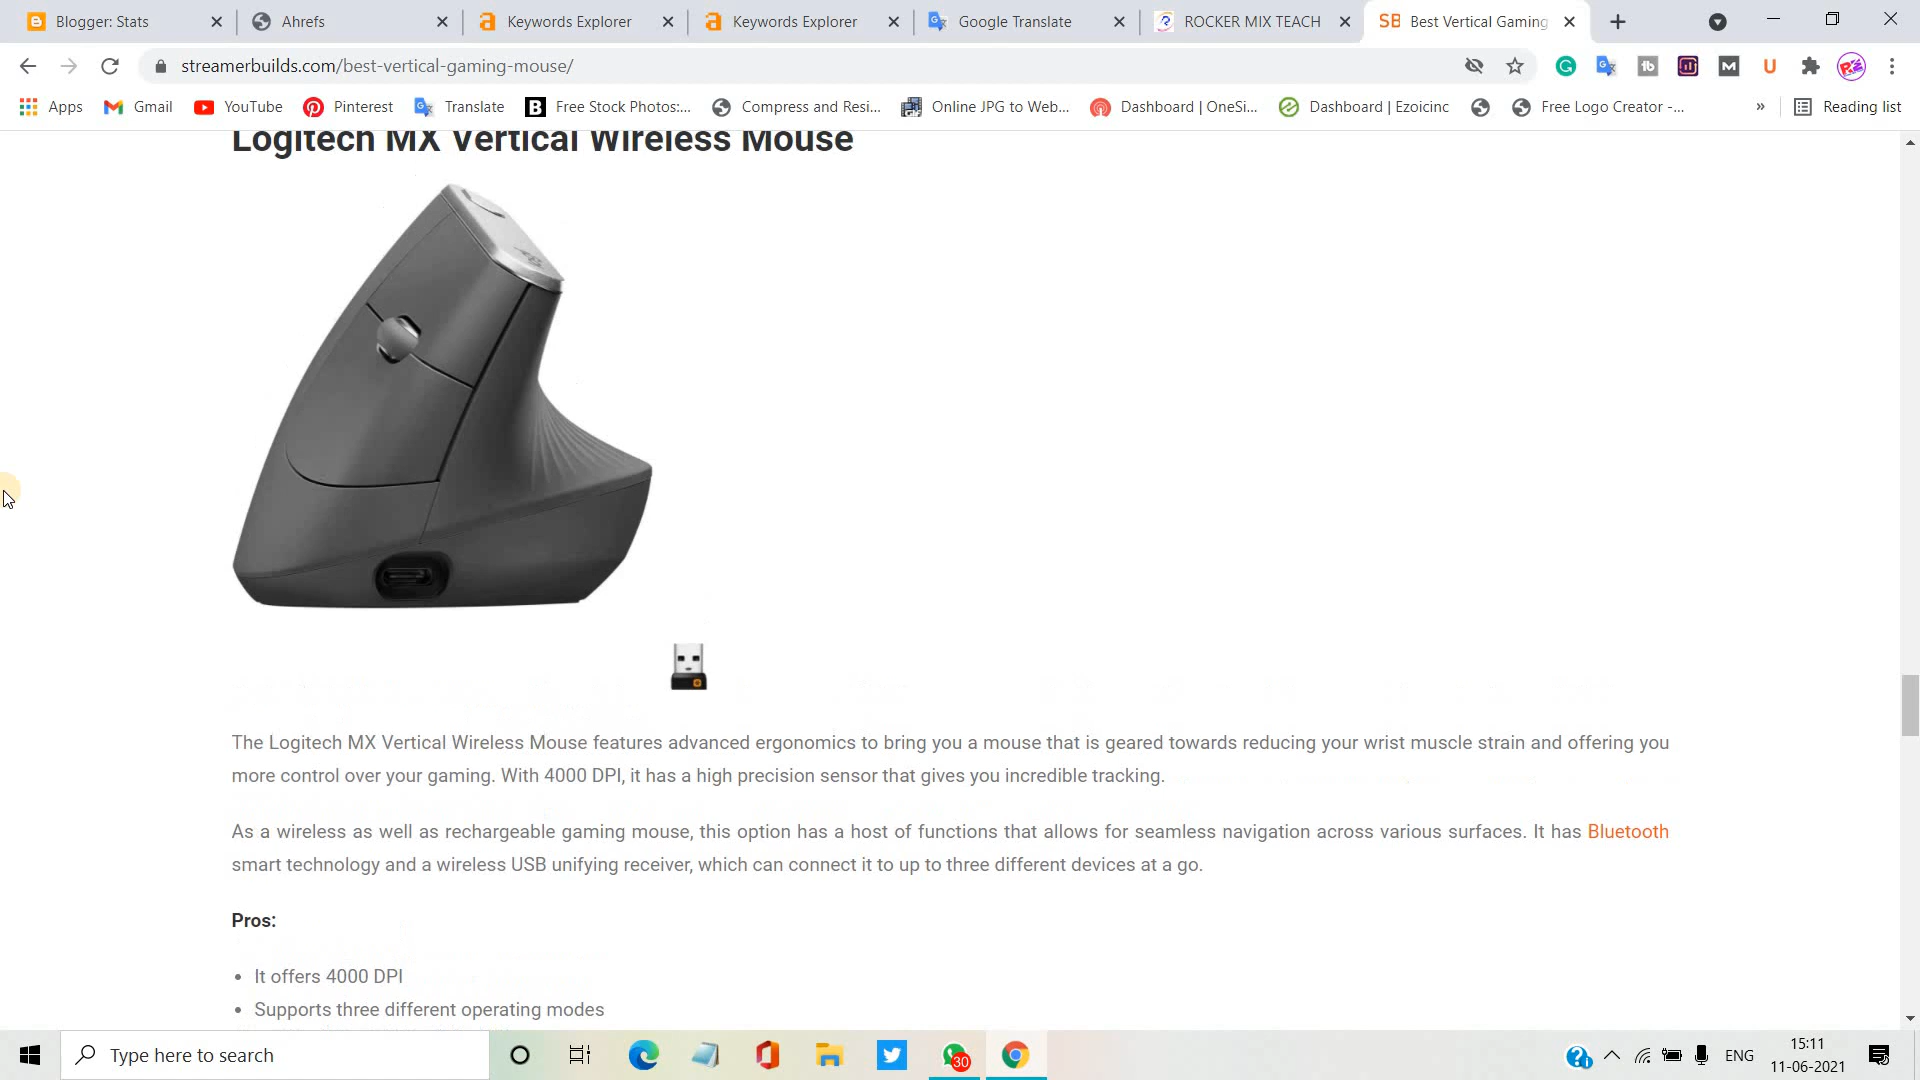 Blogger: Stats
Ahrefs
Keywords Explorer
Keywords Explorer
Google Translate
ROCKER MIX TEACH
SB Best Vertical Gaming
streamerbuilds.com/best-vertical-gaming-mouse/
Apps
Gmail
YouTube
Pinterest
Translate
Free Stock Photos:...
Compress and Resi...
Online JPG to Web...
Dashboard | OneSi...
Dashboard | Ezoicinc
Free Logo Creator -...
»
Reading list
Logitech MX Vertical Wireless Mouse
The Logitech MX Vertical Wireless Mouse features advanced ergonomics to bring you a mouse that is geared towards reducing your wrist muscle strain and offering you
more control over your gaming. With 4000 DPI, it has a high precision sensor that gives you incredible tracking.
As a wireless as well as rechargeable gaming mouse, this option has a host of functions that allows for seamless navigation across various surfaces. It has Bluetooth
smart technology and a wireless USB unifying receiver, which can connect it to up to three different devices at a go.
Pros:
• It offers 4000 DPI
• Supports three different operating modes
Type here to search
30
ENG
15:11
11-06-2021